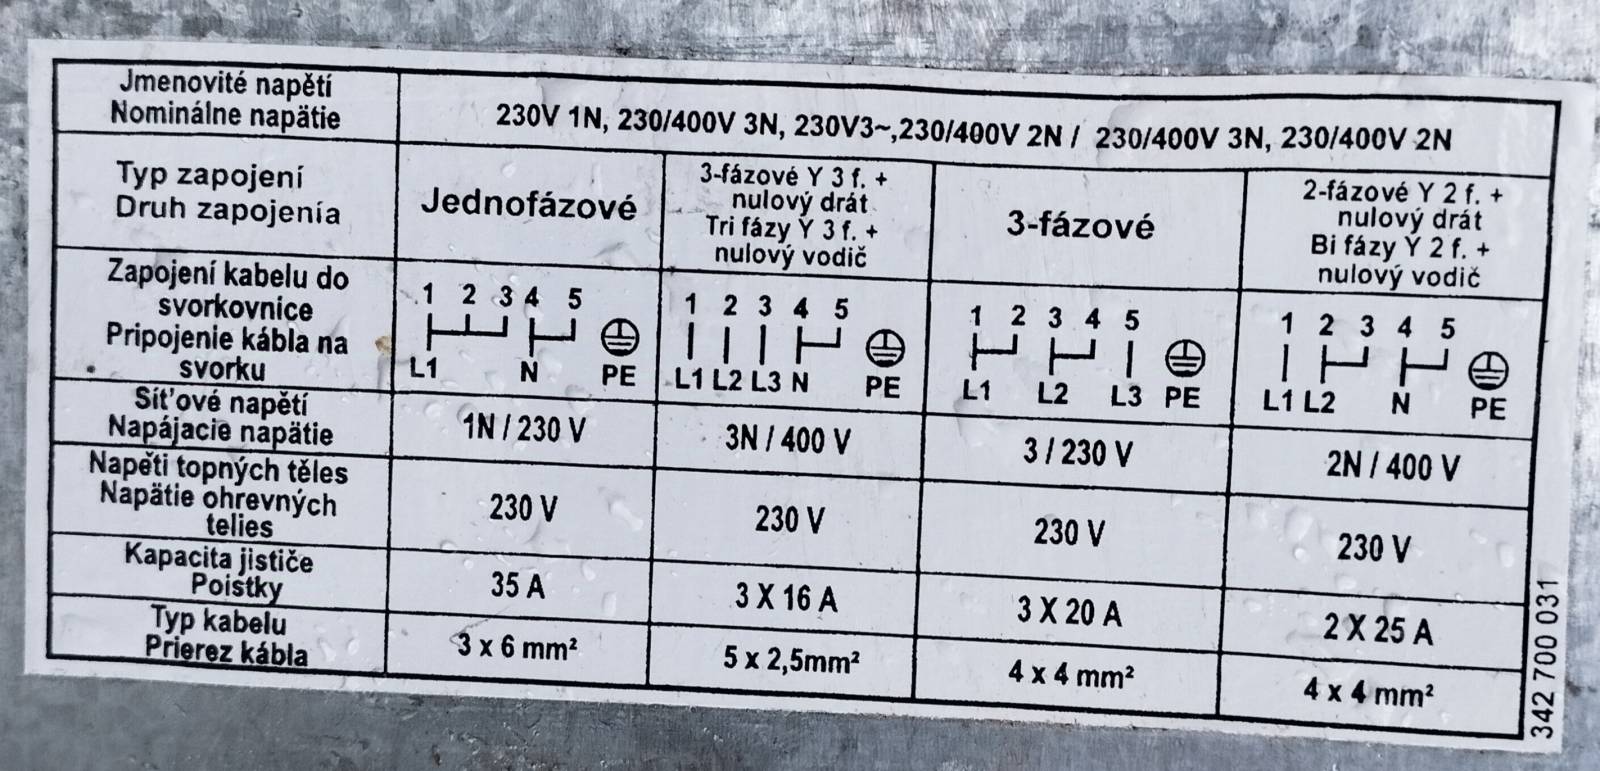 Jmenovité napětí
Nominálne napätie
230V 1N, 230/400V 3N, 230V3~,230/400V 2N / 230/400V 3N, 230/400V 2N
Typ zapojení
Druh zapojenía
Jednofázové
3-fázové Y 3 f. +
nulový drát
Tri fázy Y 3 f. +
nulový vodič
3-fázové
2-fázové Y 2 f. +
nulový drát
Bi fázy Y 2 f. +
nulový vodič
Zapojení kabelu do
svorkovnice
Pripojenie kábla na
svorku
1 2 3 4 5
L1 N PE
1 2 3 4 5
L1 L2 L3 N PE
1 2 3 4 5
L1 L2 L3 PE
1 2 3 4 5
L1 L2 N PE
Síťové napětí
Napájacie napätie
1N / 230 V
3N / 400 V
3 / 230 V
2N / 400 V
Napěti topných těles
Napätie ohrevných
telies
230 V
230 V
230 V
230 V
Kapacita jističe
Poistky
35 A
3 X 16 A
3 X 20 A
2 X 25 A
Typ kabelu
Prierez kábla
3 x 6 mm²
5 x 2,5mm²
4 x 4 mm²
4 x 4 mm²
342 700 031